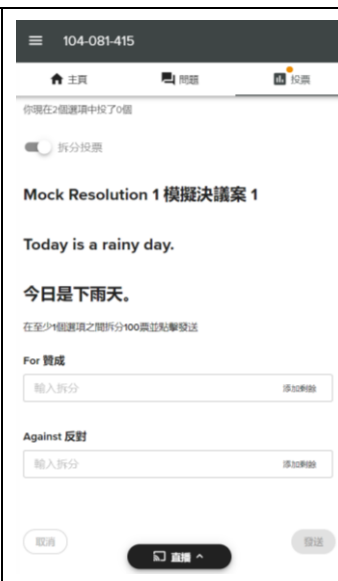 104-081-415
主頁
問題
投票
你現在2個選項中投了0個
拆分投票
Mock Resolution 1 模擬決議案 1
Today is a rainy day.
今日是下雨天。
在至少1個選項之間拆分100票並點擊發送
For 贊成
輸入拆分
添加剩餘
Against 反對
輸入拆分
添加剩餘
取消
直播
發送